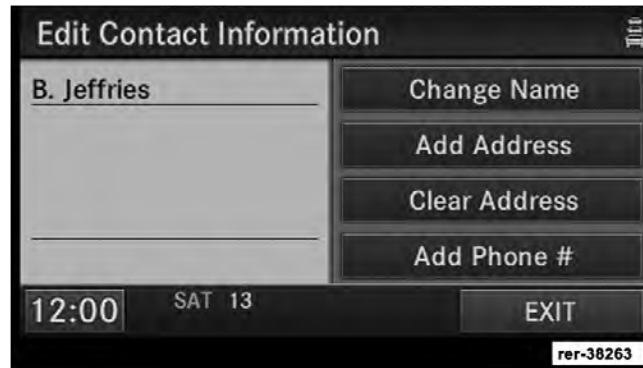 Edit Contact Information
B. Jeffries
Change Name
Add Address
Clear Address
Add Phone #
12:00
SAT 13
EXIT
rer-38263